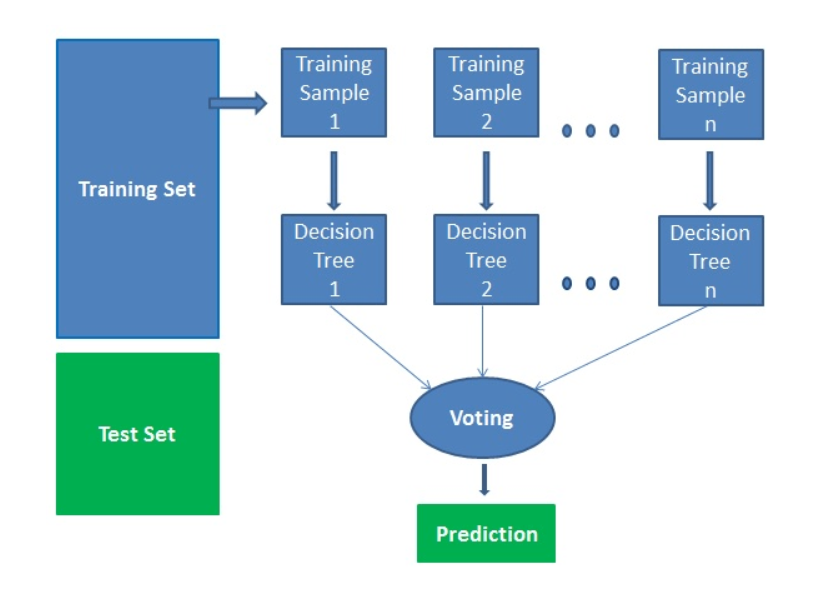 Training Set
Training
Sample
1
Training
Sample
2
Training
Sample
n
Decision
Tree
1
Decision
Tree
2
Decision
Tree
n
Test Set
Voting
Prediction